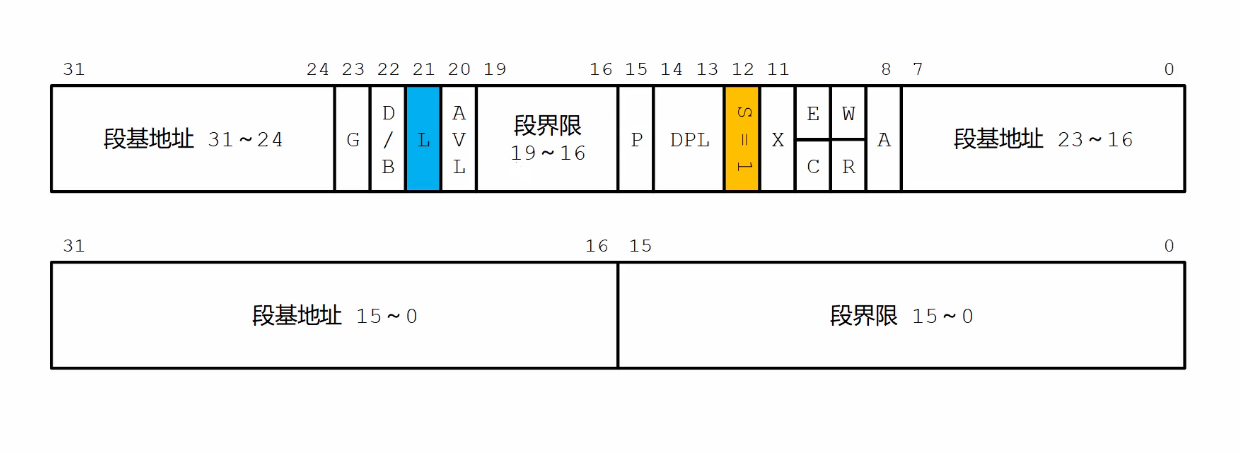 31 24 23 22 21 20 19 16 15 14 13 12 11 8 7 0
段基地址 31~24
G
D/B
L
AVL
段界限
19~16
P
DPL
S=1
X
E
W
C
R
A
段基地址 23~16
31 16 15 0
段基地址 15~0
段界限 15~0